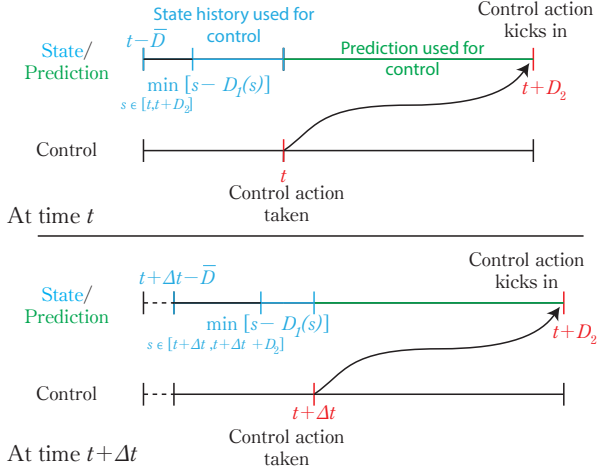 State history used for
control
Control action
kicks in
t−D̅
State/
Prediction
Prediction used for
control
min [s− D₁(s)]
s ∈ [t,t+D₂]
t+D₂
Control
t
Control action
taken
At time t
Control action
kicks in
t+Δt−D̅
State/
Prediction
min [s− D₁(s)]
s ∈ [t+Δt ,t+Δt +D₂]
t+D₂
Control
t+Δt
Control action
taken
At time t+Δt